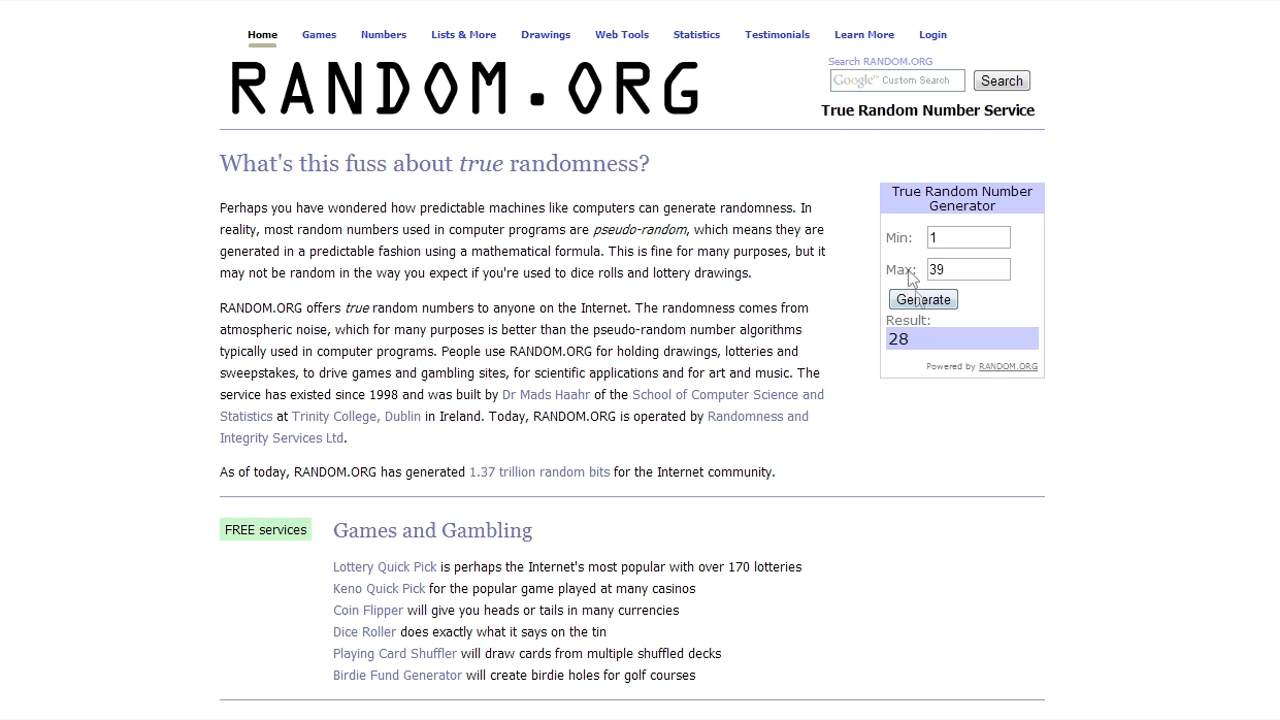 Home Games Numbers Lists & More Drawings Web Tools Statistics Testimonials Learn More Login
RANDOM.ORG
Search RANDOM.ORG
Google™ Custom Search Search
True Random Number Service
What's this fuss about true randomness?
Perhaps you have wondered how predictable machines like computers can generate randomness. In
reality, most random numbers used in computer programs are pseudo-random, which means they are
generated in a predictable fashion using a mathematical formula. This is fine for many purposes, but it
may not be random in the way you expect if you're used to dice rolls and lottery drawings.
RANDOM.ORG offers true random numbers to anyone on the Internet. The randomness comes from
atmospheric noise, which for many purposes is better than the pseudo-random number algorithms
typically used in computer programs. People use RANDOM.ORG for holding drawings, lotteries and
sweepstakes, to drive games and gambling sites, for scientific applications and for art and music. The
service has existed since 1998 and was built by Dr Mads Haahr of the School of Computer Science and
Statistics at Trinity College, Dublin in Ireland. Today, RANDOM.ORG is operated by Randomness and
Integrity Services Ltd.
As of today, RANDOM.ORG has generated 1.37 trillion random bits for the Internet community.
True Random Number
Generator
Min: 1
Max: 39
Generate
Result:
28
Powered by RANDOM.ORG
FREE services
Games and Gambling
Lottery Quick Pick is perhaps the Internet's most popular with over 170 lotteries
Keno Quick Pick for the popular game played at many casinos
Coin Flipper will give you heads or tails in many currencies
Dice Roller does exactly what it says on the tin
Playing Card Shuffler will draw cards from multiple shuffled decks
Birdie Fund Generator will create birdie holes for golf courses